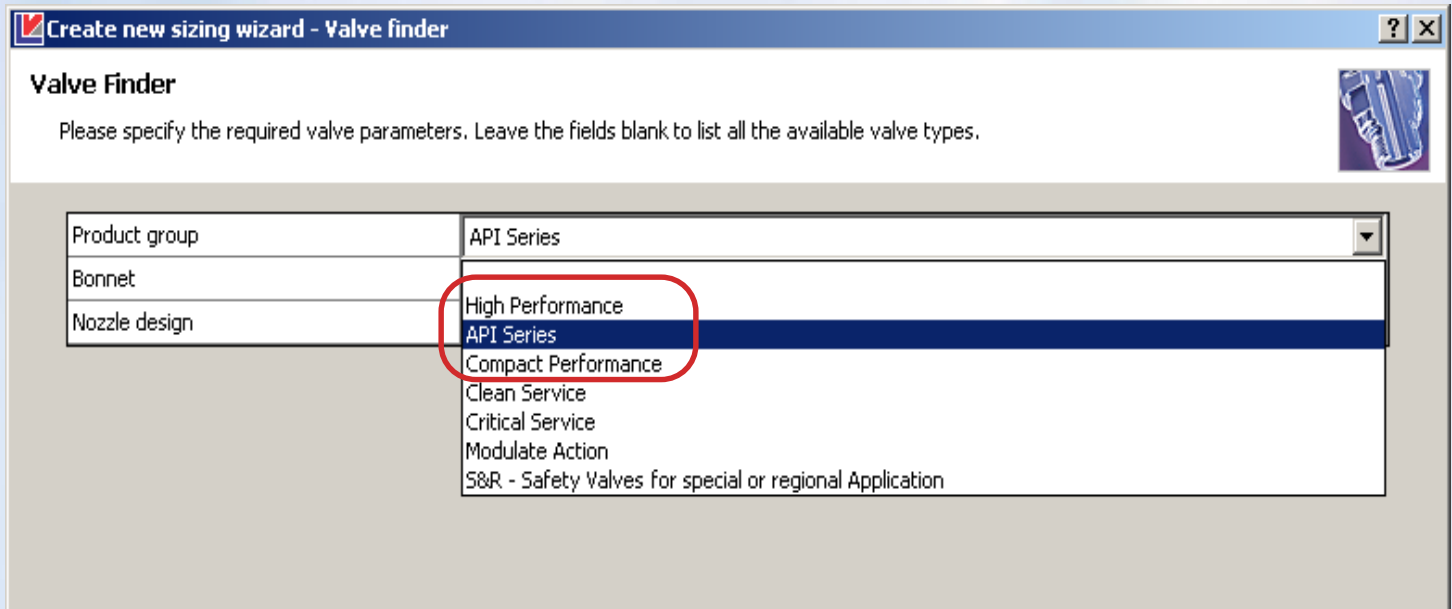 Create new sizing wizard - Valve finder
Valve Finder
Please specify the required valve parameters. Leave the fields blank to list all the available valve types.
Product group
API Series
Bonnet
Nozzle design
High Performance
API Series
Compact Performance
Clean Service
Critical Service
Modulate Action
S&R - Safety Valves for special or regional Application